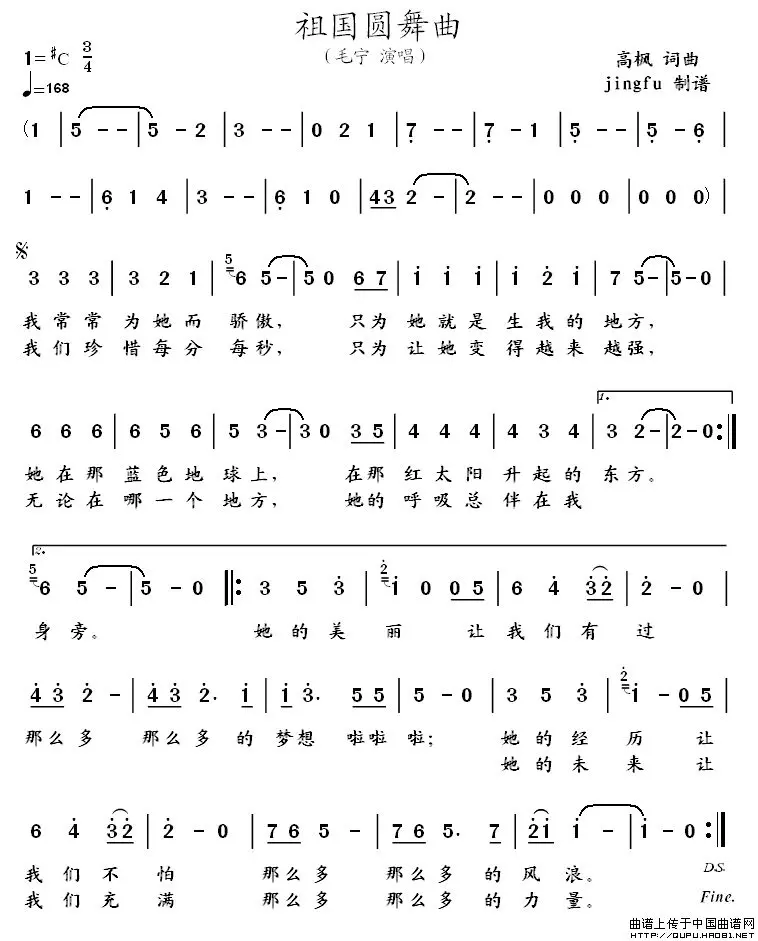 祖国圆舞曲
(毛宁 演唱)
1=#C 3/4
高枫 词曲
♩=168
jingfu 制谱
(1 | 5 - - | 5 - 2 | 3 - - | 0 2 1 | 7 - - | 7 - 1 | 5 - - | 5 - 6 |
1 - - | 6 1 4 | 3 - - | 6 1 0 | 43 2 - | 2 - - | 0 0 0 | 0 0 0) |
3 3 3 | 3 2 1 | 5 6 5 - | 5 0 6 7 | i i i | i 2 i | 7 5 - | 5 - 0 |
我常常 为她而 骄傲, 只为 她就是 生我的 地方,
我们珍 惜每分 每秒, 只为 让她变 得越来 越强,
1.
6 6 6 | 6 5 6 | 5 3 - | 3 0 3 5 | 4 4 4 | 4 3 4 | 3 2 - | 2 - 0 :||
她在那 蓝色地 球上, 在那 红太阳 升起的 东方。
无论在 哪一个 地方, 她的 呼吸总 伴在我
2.
5 6 5 - | 5 - 0 ||: 3 5 3 | 2 i 0 0 5 | 6 4 32 | 2 - 0 |
身旁。 她的美 丽 让我们有 过
43 2 - | 43 2. i | i 3. 55 | 5 - 0 | 3 5 3 | 2 i - 05 |
那么多 那么多的梦想 啦啦 啦; 她的经 历 让
她的未 来 让
6 4 32 | 2 - 0 | 76 5 - | 76 5. 7 | 2i i - | i - 0 :||
我们不 怕 那么多 那么多 的风浪。 D.S.
我们充 满 那么多 那么多 的力量。 Fine.
曲谱上传于中国曲谱网
HTTP://QUPU.HAO81.NET